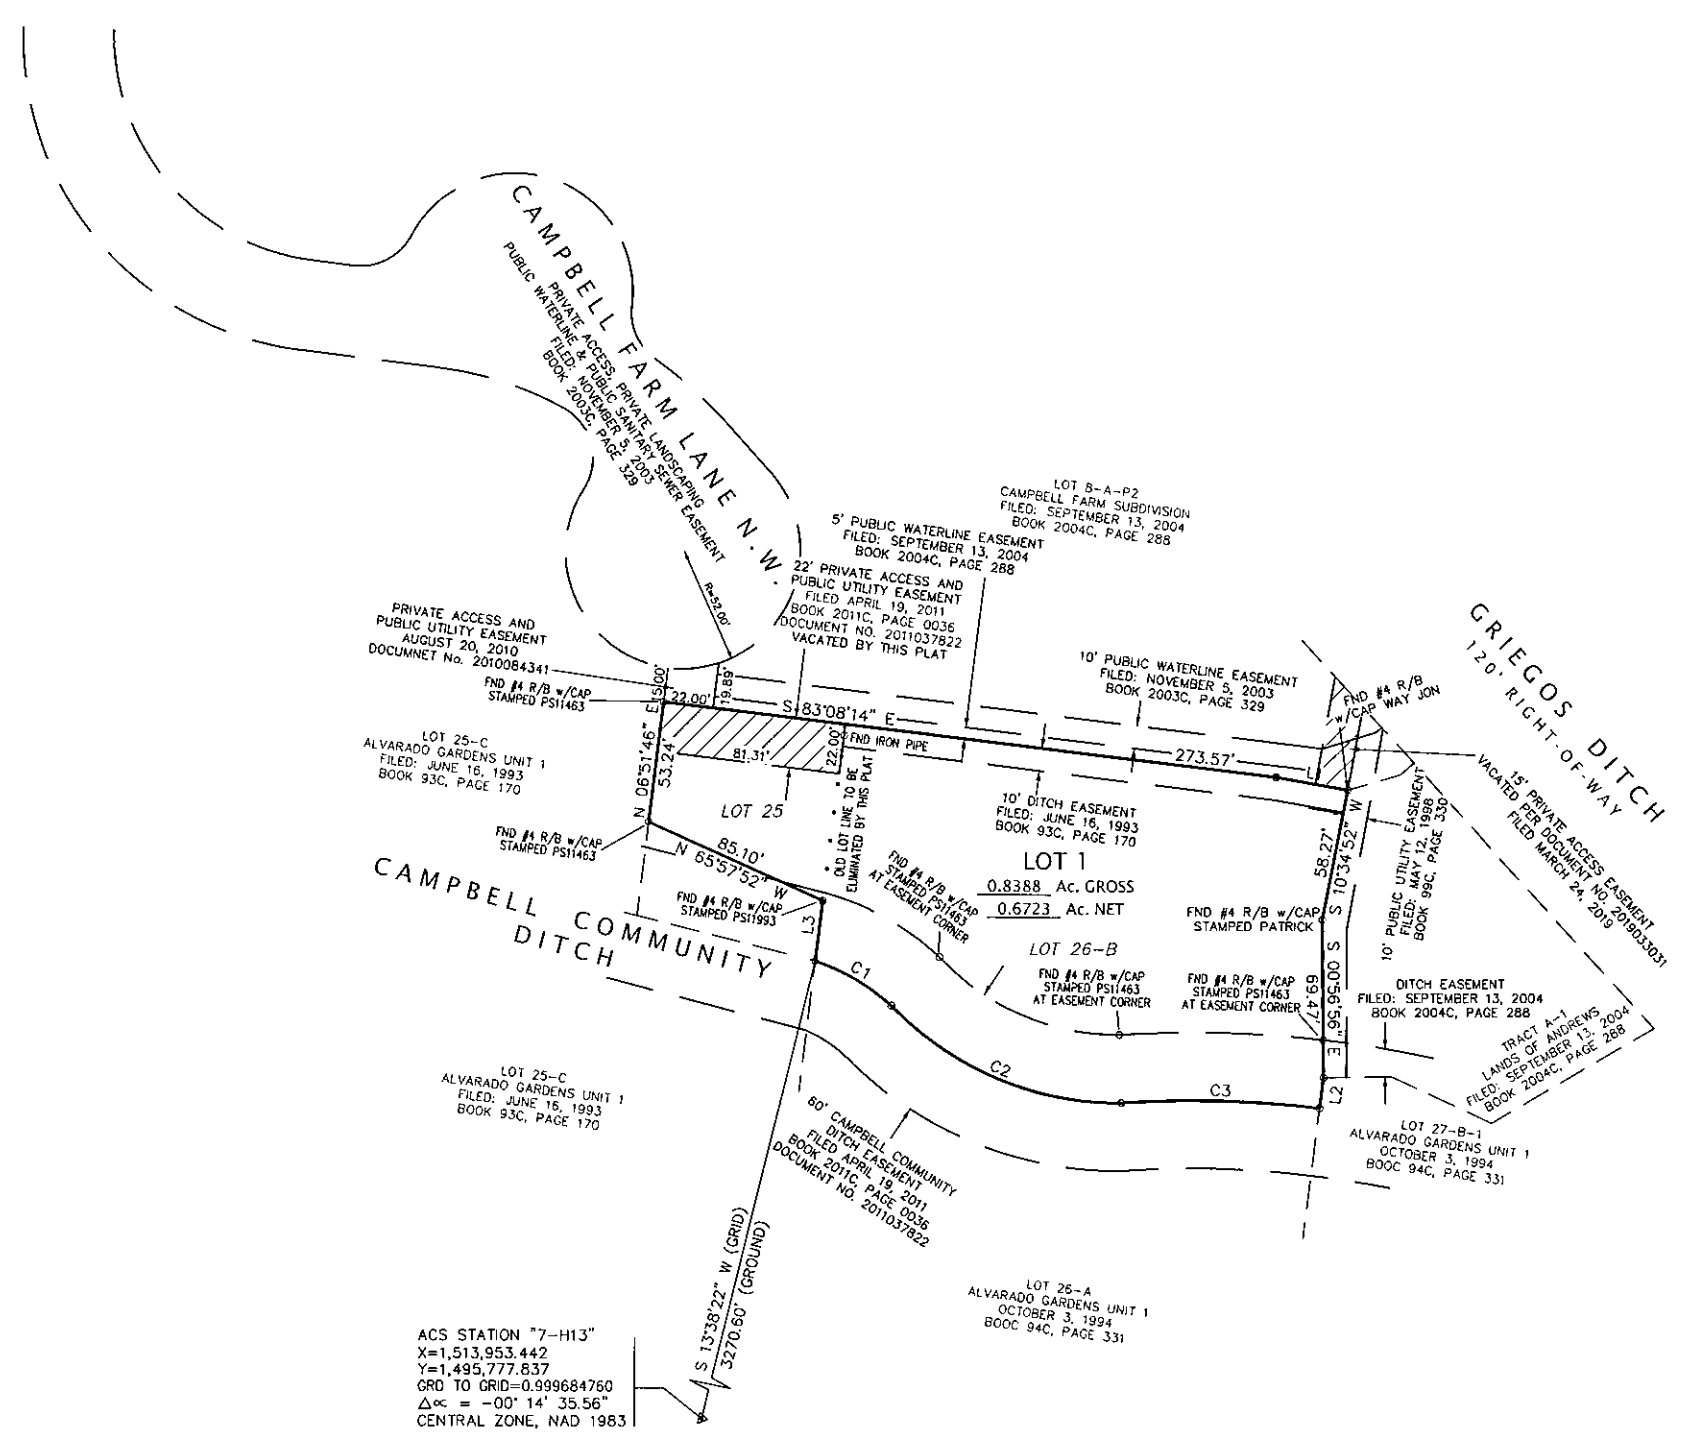 CAMPBELL FARM LANE N.W.
PRIVATE ACCESS, PRIVATE LANDSCAPING
PUBLIC WATERLINE & PUBLIC SANITARY SEWER EASEMENT
FILED: NOVEMBER 5, 2003
BOOK 2003C, PAGE 329
R=52.00'
LOT B-A-P2
CAMPBELL FARM SUBDIVISION
FILED: SEPTEMBER 13, 2004
BOOK 2004C, PAGE 288
5' PUBLIC WATERLINE EASEMENT
FILED: SEPTEMBER 13, 2004
BOOK 2004C, PAGE 288
22' PRIVATE ACCESS AND
PUBLIC UTILITY EASEMENT
FILED APRIL 19, 2011
BOOK 2011C, PAGE 0036
DOCUMENT NO. 2011037822
VACATED BY THIS PLAT
PRIVATE ACCESS AND
PUBLIC UTILITY EASEMENT
AUGUST 20, 2010
DOCUMNET No. 2010084341
FND #4 R/B w/CAP
STAMPED PS11463
15.00'
22.00'
19.89'
S 83°08'14" E
273.57'
10' PUBLIC WATERLINE EASEMENT
FILED: NOVEMBER 5, 2003
BOOK 2003C, PAGE 329
GRIEGOS DITCH
120' RIGHT-OF-WAY
FND #4 R/B
w/CAP WAY JON
15' PRIVATE ACCESS EASEMENT
VACATED PER DOCUMENT NO. 2019033031
FILED MARCH 24, 2019
LOT 25-C
ALVARADO GARDENS UNIT 1
FILED: JUNE 16, 1993
BOOK 93C, PAGE 170
N 06°51'46" E
53.24'
81.31'
22.00'
FND IRON PIPE
LOT 25
OLD LOT LINE TO BE
ELIMINATED BY THIS PLAT
10' DITCH EASEMENT
FILED: JUNE 16, 1993
BOOK 93C, PAGE 170
LOT 1
0.8388 Ac. GROSS
0.6723 Ac. NET
58.27'
S 10°34'52" W
10' PUBLIC UTILITY EASEMENT
FILED: MAY 12, 1998
BOOK 99C, PAGE 330
FND #4 R/B w/CAP
STAMPED PS11463
85.10'
N 65°57'52" W
FND #4 R/B w/CAP
STAMPED PS11993
FND #4 R/B w/CAP
STAMPED PS11463
AT EASEMENT CORNER
FND #4 R/B w/CAP
STAMPED PATRICK
CAMPBELL COMMUNITY
DITCH
L3
C1
LOT 26-B
FND #4 R/B w/CAP
STAMPED PS11463
AT EASEMENT CORNER
FND #4 R/B w/CAP
STAMPED PS11463
AT EASEMENT CORNER
S 00°56'56" E
69.47'
DITCH EASEMENT
FILED: SEPTEMBER 13, 2004
BOOK 2004C, PAGE 288
TRACT A-1
LANDS OF ANDREWS
FILED: SEPTEMBER 13, 2004
BOOK 2004C, PAGE 288
C2
C3
L2
LOT 25-C
ALVARADO GARDENS UNIT 1
FILED: JUNE 16, 1993
BOOK 93C, PAGE 170
60' CAMPBELL COMMUNITY
DITCH EASEMENT
FILED APRIL 19, 2011
BOOK 2011C, PAGE 0036
DOCUMENT NO. 2011037822
LOT 27-B-1
ALVARADO GARDENS UNIT 1
OCTOBER 3, 1994
BOOC 94C, PAGE 331
S 13°38'22" W (GRID)
3270.60' (GROUND)
LOT 26-A
ALVARADO GARDENS UNIT 1
OCTOBER 3, 1994
BOOC 94C, PAGE 331
ACS STATION "7-H13"
X=1,513,953.442
Y=1,495,777.837
GRD TO GRID=0.999684760
△∝ = -00° 14' 35.56"
CENTRAL ZONE, NAD 1983